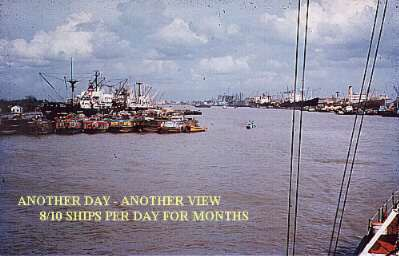 ANOTHER DAY - ANOTHER VIEW
8/10 SHIPS PER DAY FOR MONTHS